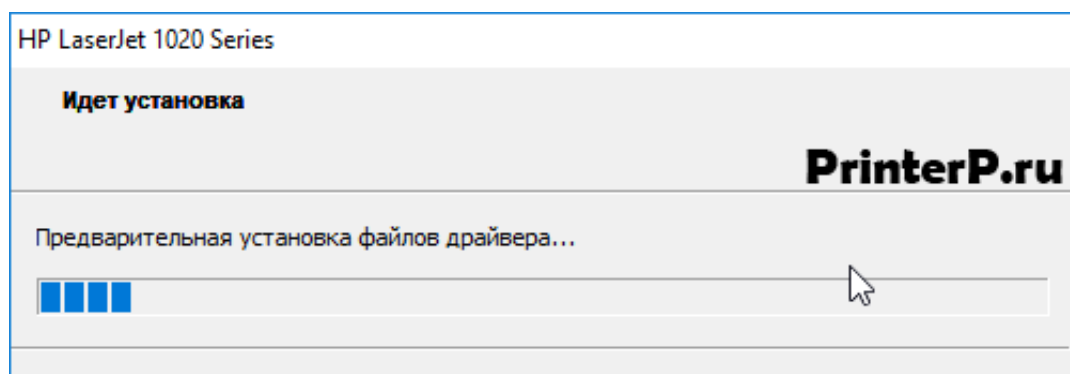 HP LaserJet 1020 Series
Идет установка
PrinterP.ru
Предварительная установка файлов драйвера...